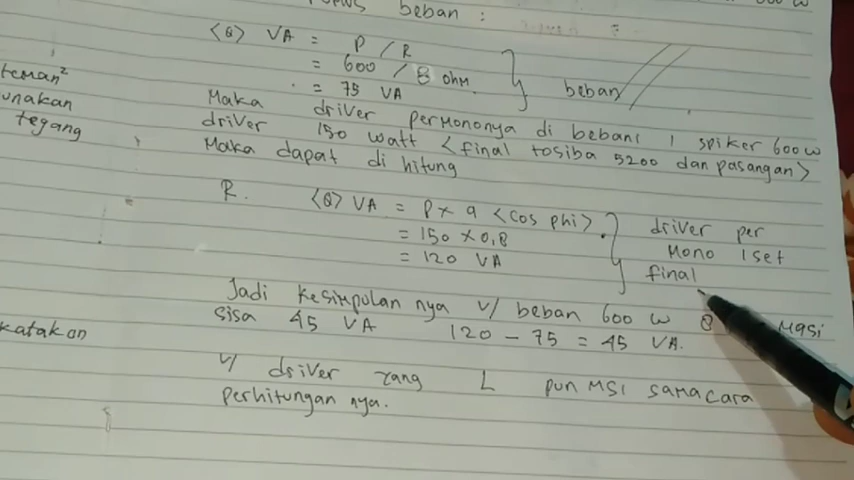 beban :
<Q> VA = P / R
= 600 / 8 ohm.
= 75 VA
beban
teman²
unakan
tegang
Maka driver permononya di bebani 1 spiker 600 w
driver 150 watt < final tosiba 5200 dan pasangan >
Maka dapat di hitung
R. <Q> VA = P x a < cos phi > .
= 150 x 0,8
= 120 VA
driver per
Mono 1 set
final
Jadi kesimpulan nya u/ beban 600 w 8 Masi
sisa 45 VA 120 - 75 = 45 VA.
katakan
u/ driver yang L pun MSI sama cara
perhitungan nya.